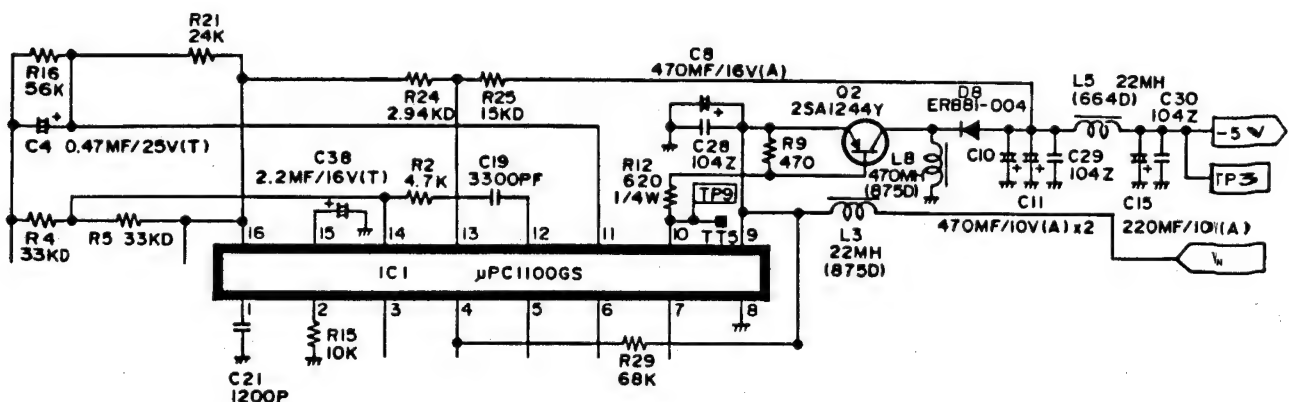 R21
24K
R16
56K
C4 0.47MF/25V(T)
R24
2.94KD
R25
15KD
C8
470MF/16V(A)
Q2
2SA1244Y
D8
ERB81-004
L5 22MH
(664D)
C30
104Z
-5V
C28
104Z
R9
470
L8
470MH
(875D)
C10
C29
104Z
C11
C15
TP3
C38
2.2MF/16V(T)
R2
4.7K
C19
3300PF
R12
620
1/4W
TP9
TT5
R4
33KD
R5 33KD
L3
22MH
(875D)
470MF/10V(A)x2
220MF/10V(A)
16 15 14 13 12 11 10 9
IC1 μPC1100GS
1 2 3 4 5 6 7 8
R15
10K
C21
1200P
R29
68K